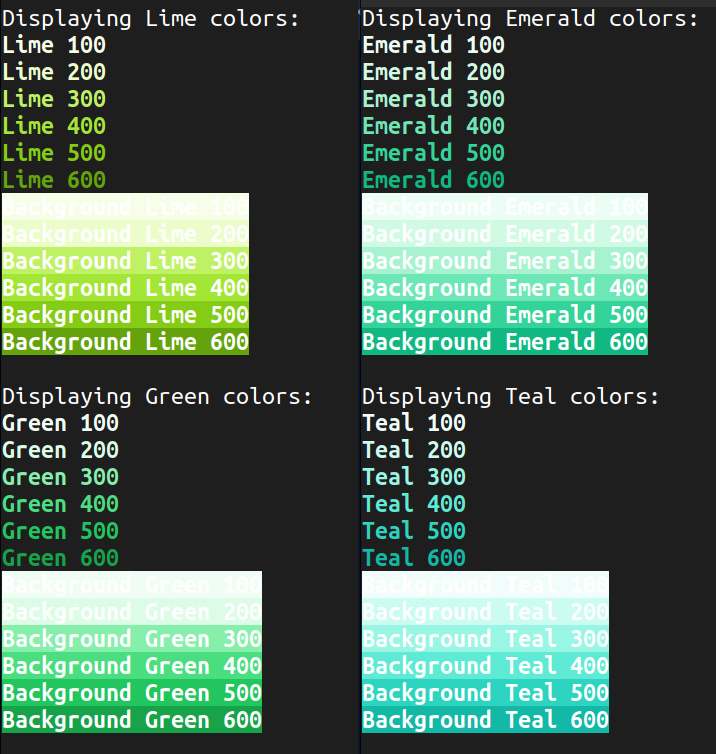 Displaying Lime colors:
Lime 100
Lime 200
Lime 300
Lime 400
Lime 500
Lime 600
Background Lime 100
Background Lime 200
Background Lime 300
Background Lime 400
Background Lime 500
Background Lime 600
Displaying Green colors:
Green 100
Green 200
Green 300
Green 400
Green 500
Green 600
Background Green 100
Background Green 200
Background Green 300
Background Green 400
Background Green 500
Background Green 600
Displaying Emerald colors:
Emerald 100
Emerald 200
Emerald 300
Emerald 400
Emerald 500
Emerald 600
Background Emerald 100
Background Emerald 200
Background Emerald 300
Background Emerald 400
Background Emerald 500
Background Emerald 600
Displaying Teal colors:
Teal 100
Teal 200
Teal 300
Teal 400
Teal 500
Teal 600
Background Teal 100
Background Teal 200
Background Teal 300
Background Teal 400
Background Teal 500
Background Teal 600